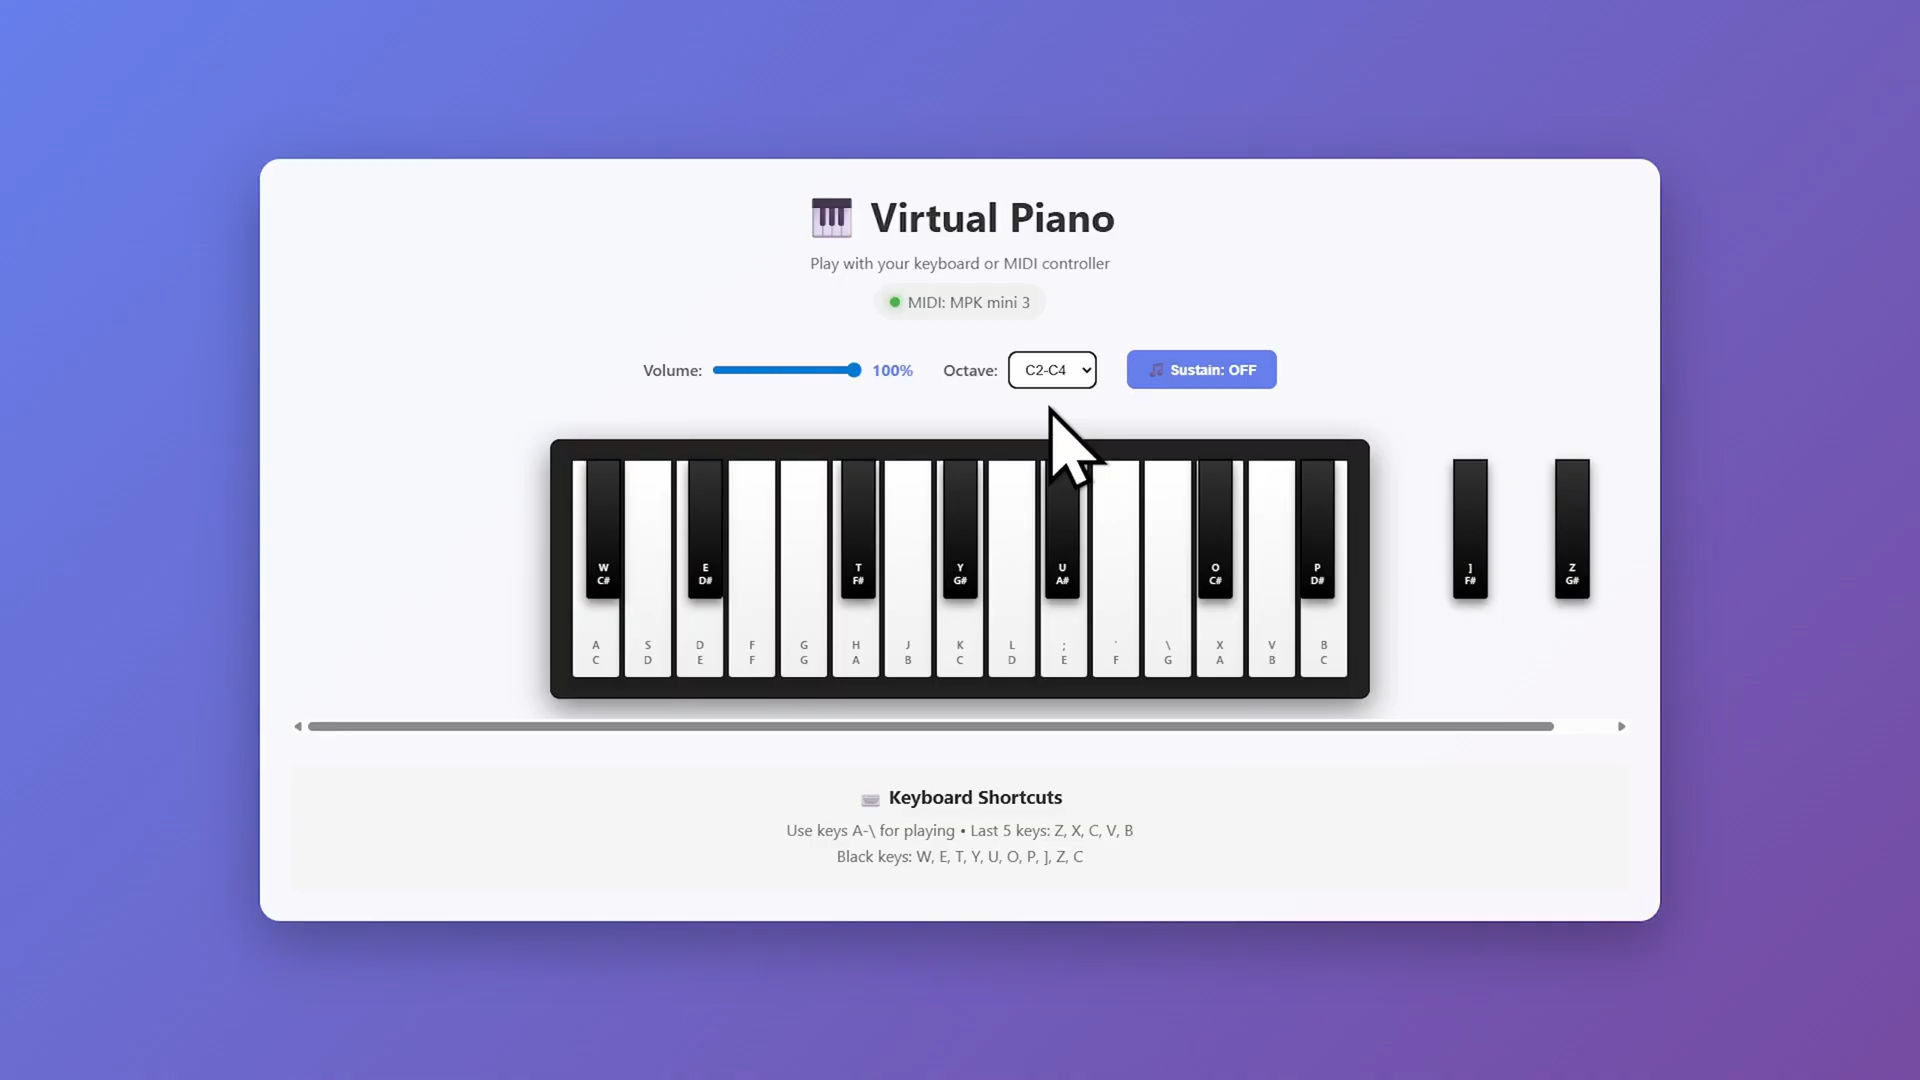 Virtual Piano
Play with your keyboard or MIDI controller
MIDI: MPK mini 3
Volume: 100% Octave: C2-C4 Sustain: OFF
W E T Y U O P ] Z
C# D# F# G# A# C# D# F# G#
A S D F G H J K L ; ' \ X V B
C D E F G A B C D E F G A B C
Keyboard Shortcuts
Use keys A-\ for playing • Last 5 keys: Z, X, C, V, B
Black keys: W, E, T, Y, U, O, P, ], Z, C